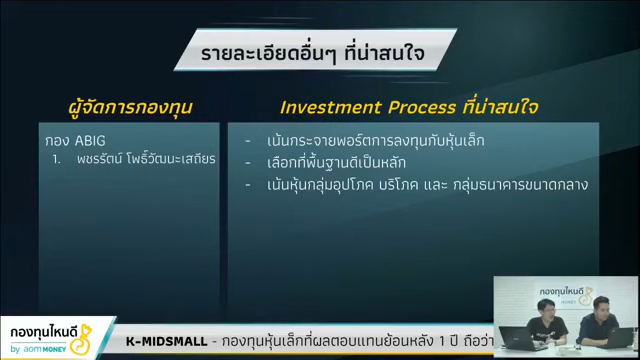 รายละเอียดอื่นๆ ที่น่าสนใจ
ผู้จัดการกองทุน
กอง ABIG
1. พชรรัตน์ โพธิ์วัฒนะเสถียร
Investment Process ที่น่าสนใจ
- เน้นกระจายพอร์ตการลงทุนกับหุ้นเล็ก
- เลือกที่พื้นฐานดีเป็นหลัก
- เน้นหุ้นกลุ่มอุปโภค บริโภค และ กลุ่มธนาคารขนาดกลาง
กองทุนไหนดี
MONEY
กองทุนไหนดี
by aomMONEY
K-MIDSMALL - กองทุนหุ้นเล็กที่ผลตอบแทนย้อนหลัง 1 ปี ถือว่า